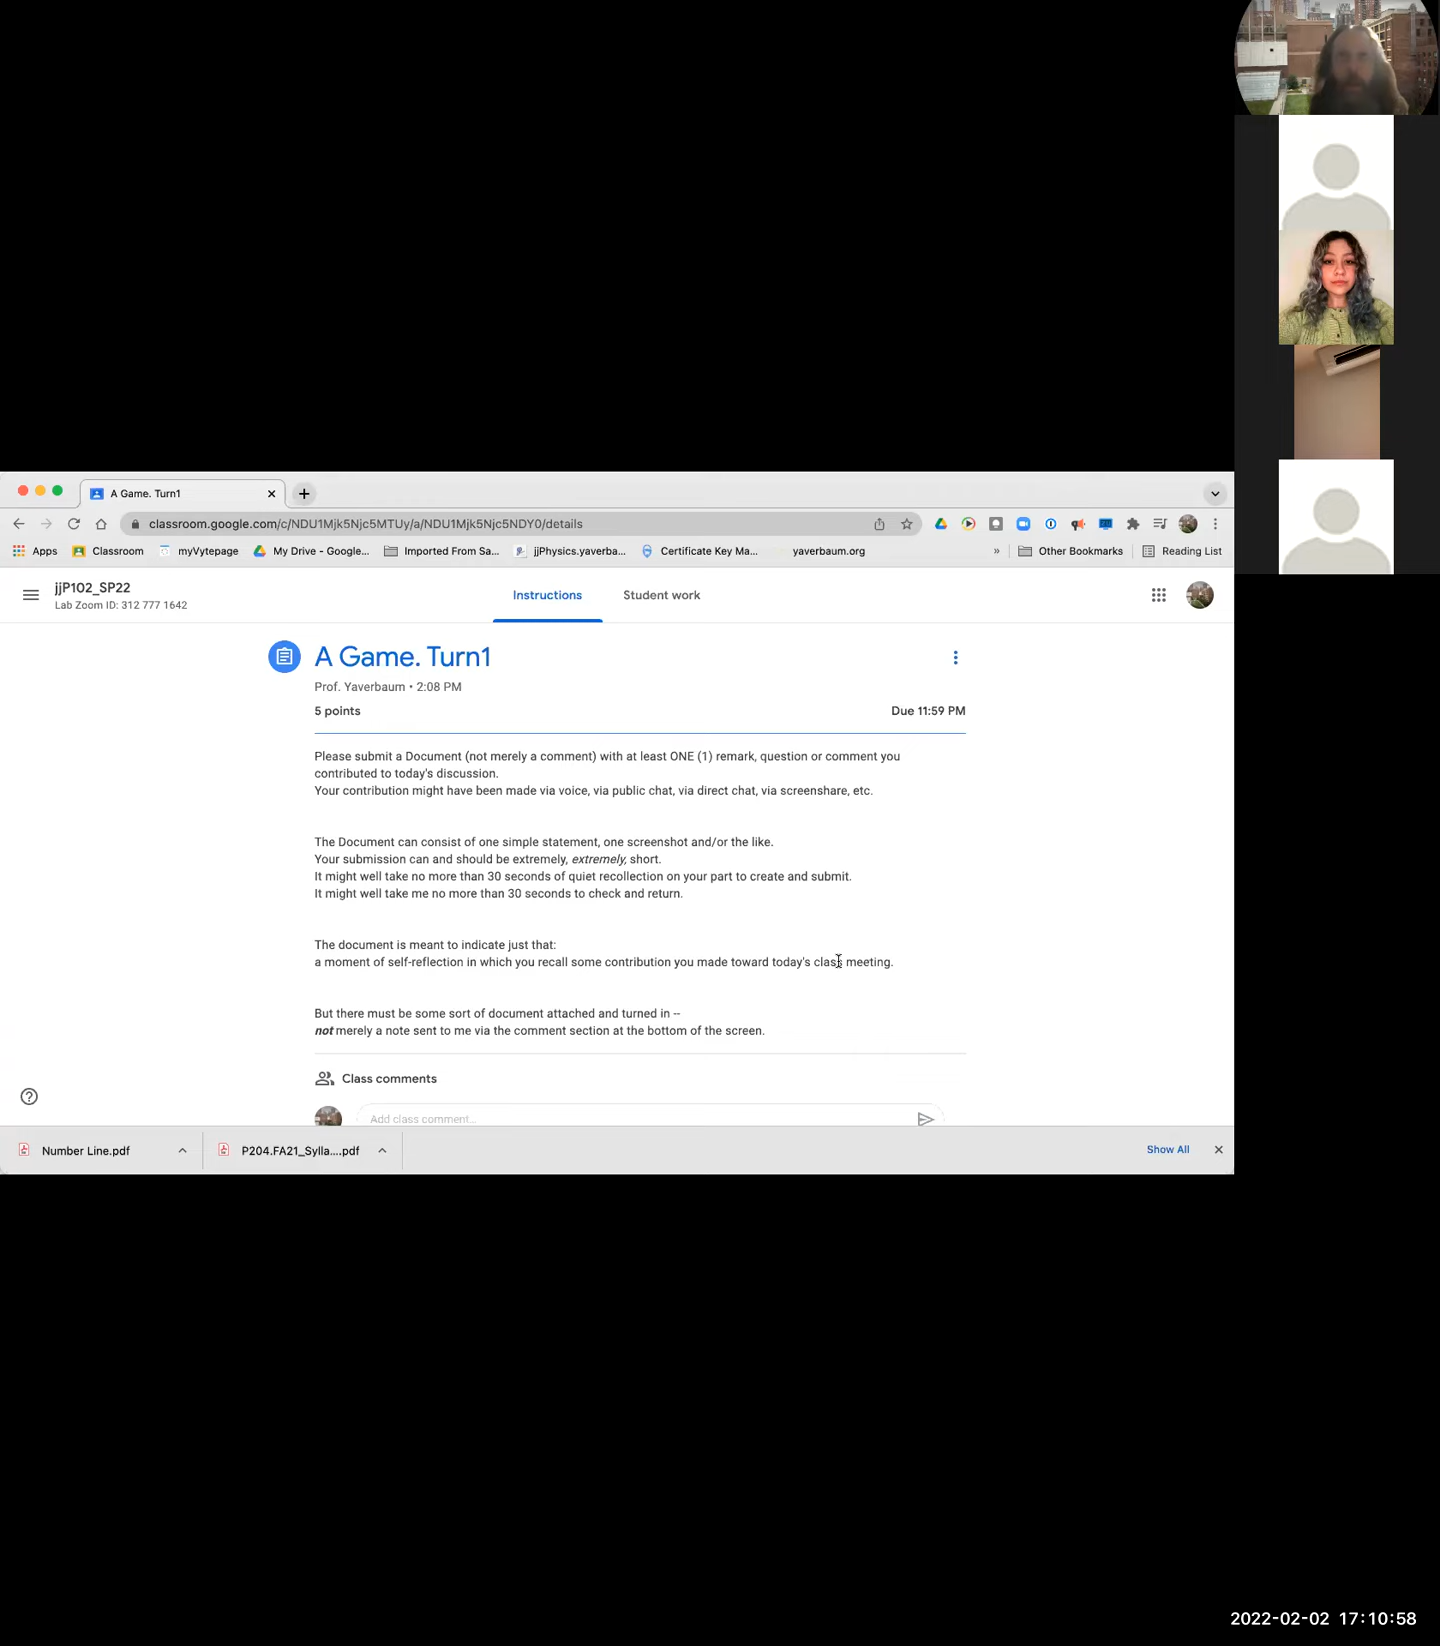 A Game. Turn1
classroom.google.com/c/NDU1Mjk5Njc5MTUy/a/NDU1Mjk5Njc5NDY0/details
Apps Classroom myVytepage My Drive - Google... Imported From Sa... jjPhysics.yaverba... Certificate Key Ma... yaverbaum.org » Other Bookmarks Reading List
jjP102_SP22
Lab Zoom ID: 312 777 1642
Instructions Student work
A Game. Turn1
Prof. Yaverbaum • 2:08 PM
5 points Due 11:59 PM
Please submit a Document (not merely a comment) with at least ONE (1) remark, question or comment you
contributed to today's discussion.
Your contribution might have been made via voice, via public chat, via direct chat, via screenshare, etc.
The Document can consist of one simple statement, one screenshot and/or the like.
Your submission can and should be extremely, extremely, short.
It might well take no more than 30 seconds of quiet recollection on your part to create and submit.
It might well take me no more than 30 seconds to check and return.
The document is meant to indicate just that:
a moment of self-reflection in which you recall some contribution you made toward today's class meeting.
But there must be some sort of document attached and turned in --
not merely a note sent to me via the comment section at the bottom of the screen.
Class comments
Add class comment...
Number Line.pdf P204.FA21_Sylla....pdf Show All
2022-02-02 17:10:58